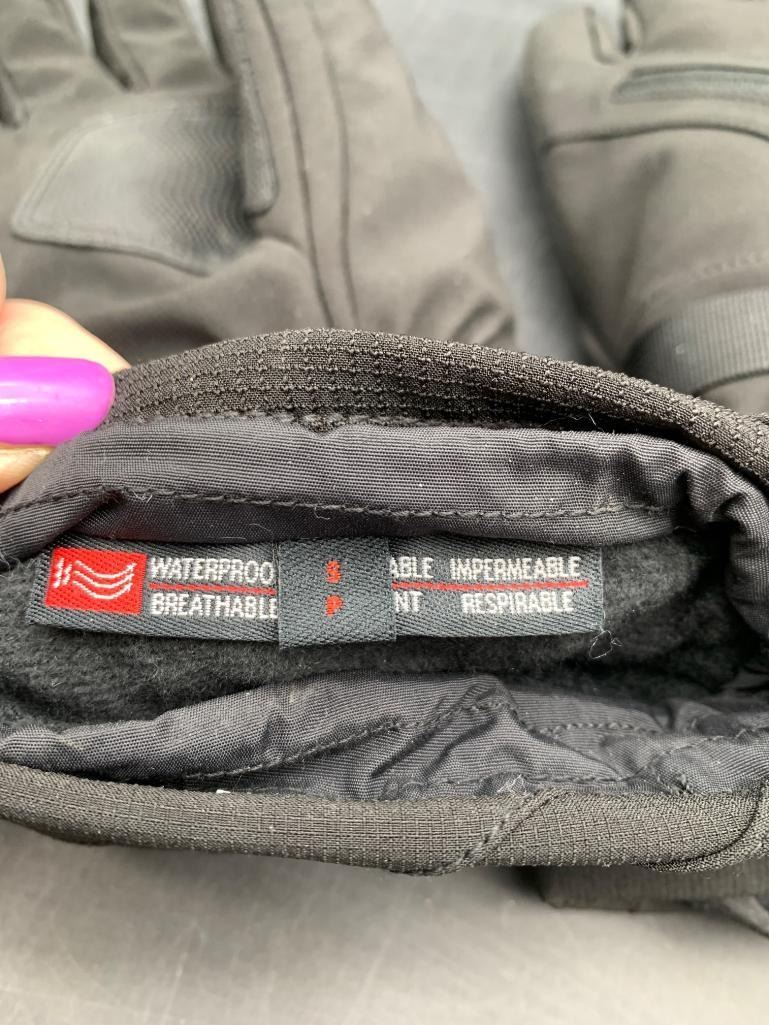 WATERPROO S ABLE IMPERMEABLE
BREATHABLE P NT RESPIRABLE